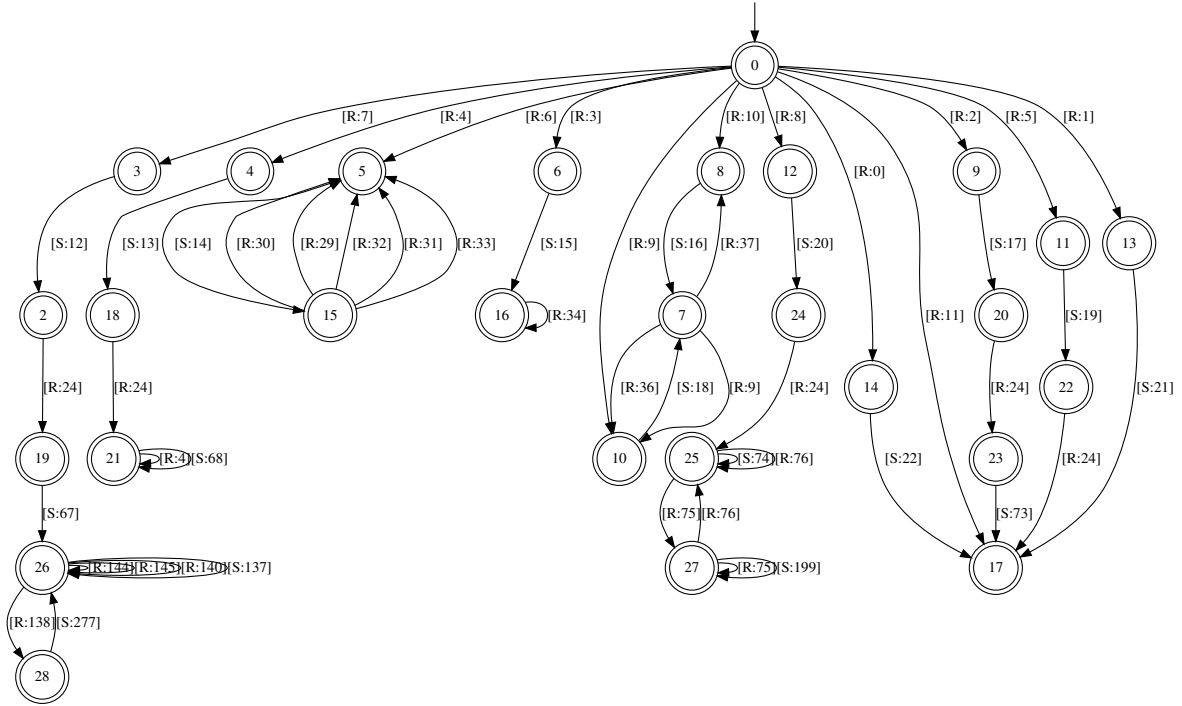 0
[R:7] [R:4] [R:6] [R:3] [R:10] [R:8] [R:2] [R:5] [R:1]
3 4 5 6 8 12 [R:0] 9
[S:12] [S:13] [S:14] [R:30] [R:29] [R:32] [R:31] [R:33] [S:15] [R:9] [S:16] [R:37] [S:20] [S:17] 11 13
2 18 15 16 [R:34] 7 24 [R:11] 20 [S:19]
[R:24] [R:24] [R:36] [S:18] [R:9] [R:24] 14 [R:24] 22 [S:21]
19 21 [R:4] [S:68] 10 25 [S:74] [R:76] [S:22] 23 [R:24]
[S:67] [R:75] [R:76] [S:73]
26 [R:144] [R:145] [R:140] [S:137] 27 [R:75] [S:199] 17
[R:138] [S:277]
28